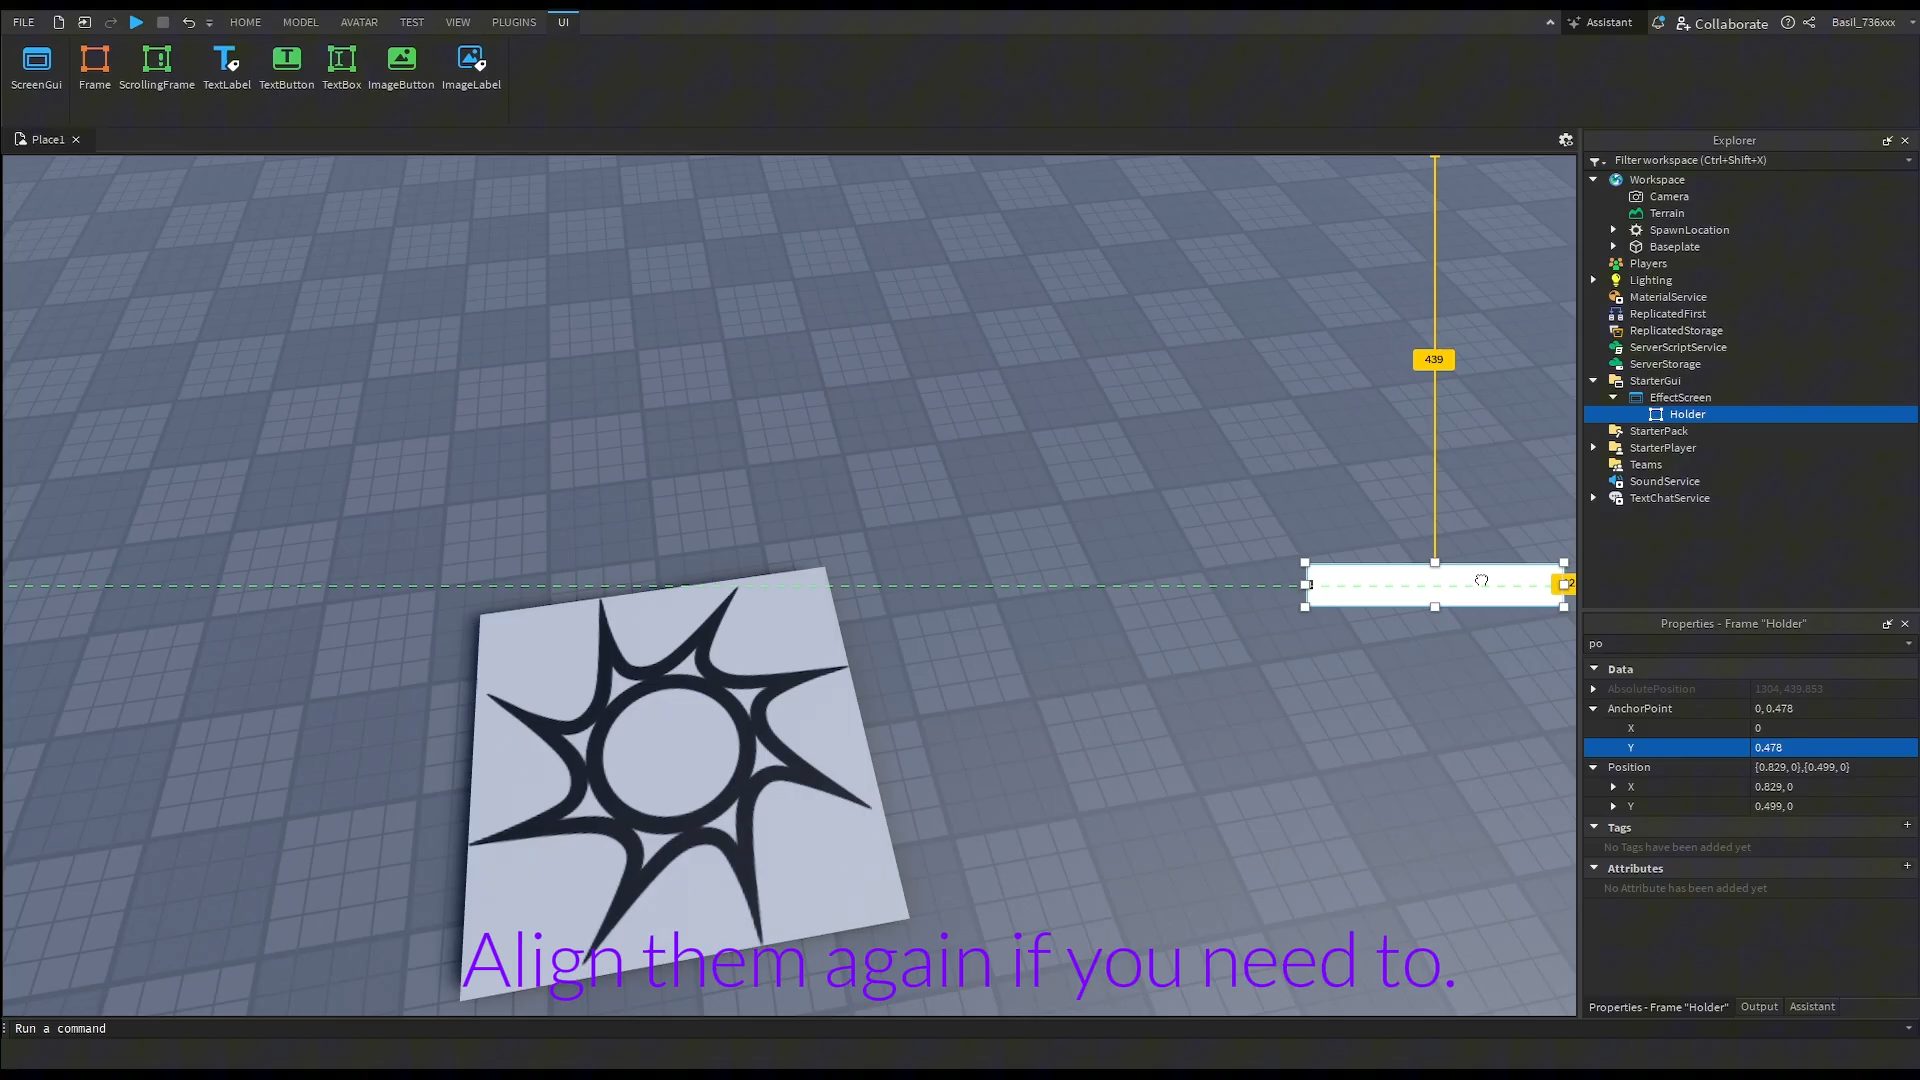 FILE HOME MODEL AVATAR TEST VIEW PLUGINS UI Assistant Collaborate Basil_736xxx
ScreenGui Frame ScrollingFrame TextLabel TextButton TextBox ImageButton ImageLabel
Place1
Explorer
Filter workspace (Ctrl+Shift+X)
Workspace
Camera
Terrain
SpawnLocation
Baseplate
Players
Lighting
MaterialService
ReplicatedFirst
ReplicatedStorage
ServerScriptService
ServerStorage
StarterGui
EffectScreen
Holder
StarterPack
StarterPlayer
Teams
SoundService
TextChatService
439
Properties - Frame "Holder"
po
Data
AbsolutePosition 1304, 439.853
AnchorPoint 0, 0.478
X 0
Y 0.478
Position {0.829, 0},{0.499, 0}
X 0.829, 0
Y 0.499, 0
Tags
No Tags have been added yet
Attributes
No Attribute has been added yet
Align them again if you need to.
Properties - Frame "Holder" Output Assistant
Run a command